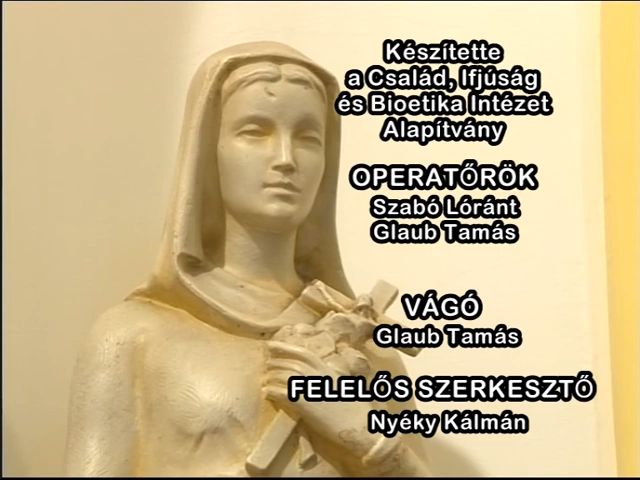 Készítette
a Család, Ifjúság
és Bioetika Intézet
Alapítvány
OPERATŐRÖK
Szabó Lóránt
Glaub Tamás
VÁGÓ
Glaub Tamás
FELELŐS SZERKESZTŐ
Nyéky Kálmán